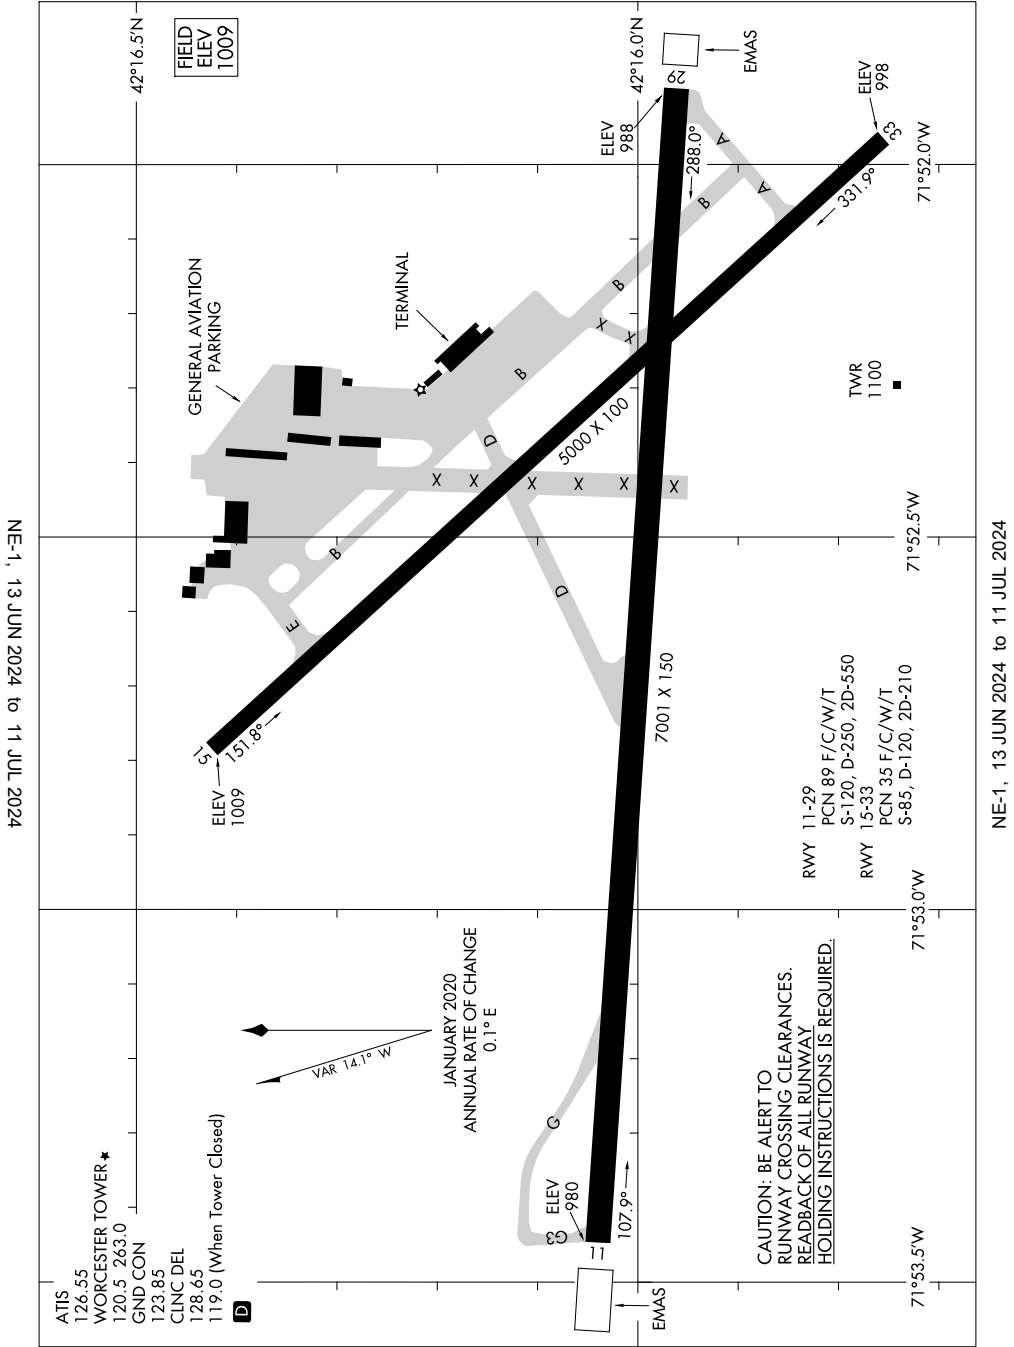 ATIS
126.55
WORCESTER TOWER
120.5 263.0
GND CON
123.85
CLNC DEL
128.65
119.0 (When Tower Closed)
D
FIELD
ELEV
1009
42°16.5'N
42°16.0'N
EMAS
29
ELEV
988
288.0°
ELEV
998
33
331.9°
71°52.0'W
A
A
B
B
X
X
B
GENERAL AVIATION
PARKING
TERMINAL
TWR
1100
5000 X 100
D
X
X
X
X
X
X
71°52.5'W
B
D
E
15
151.8°
ELEV
1009
7001 X 150
RWY 11-29
PCN 89 F/C/W/T
S-120, D-250, 2D-550
RWY 15-33
PCN 35 F/C/W/T
S-85, D-120, 2D-210
71°53.0'W
VAR 14.1° W
JANUARY 2020
ANNUAL RATE OF CHANGE
0.1° E
G
G3
ELEV
980
11
107.9°
EMAS
CAUTION: BE ALERT TO
RUNWAY CROSSING CLEARANCES.
READBACK OF ALL RUNWAY
HOLDING INSTRUCTIONS IS REQUIRED.
71°53.5'W
NE-1, 13 JUN 2024 to 11 JUL 2024
NE-1, 13 JUN 2024 to 11 JUL 2024